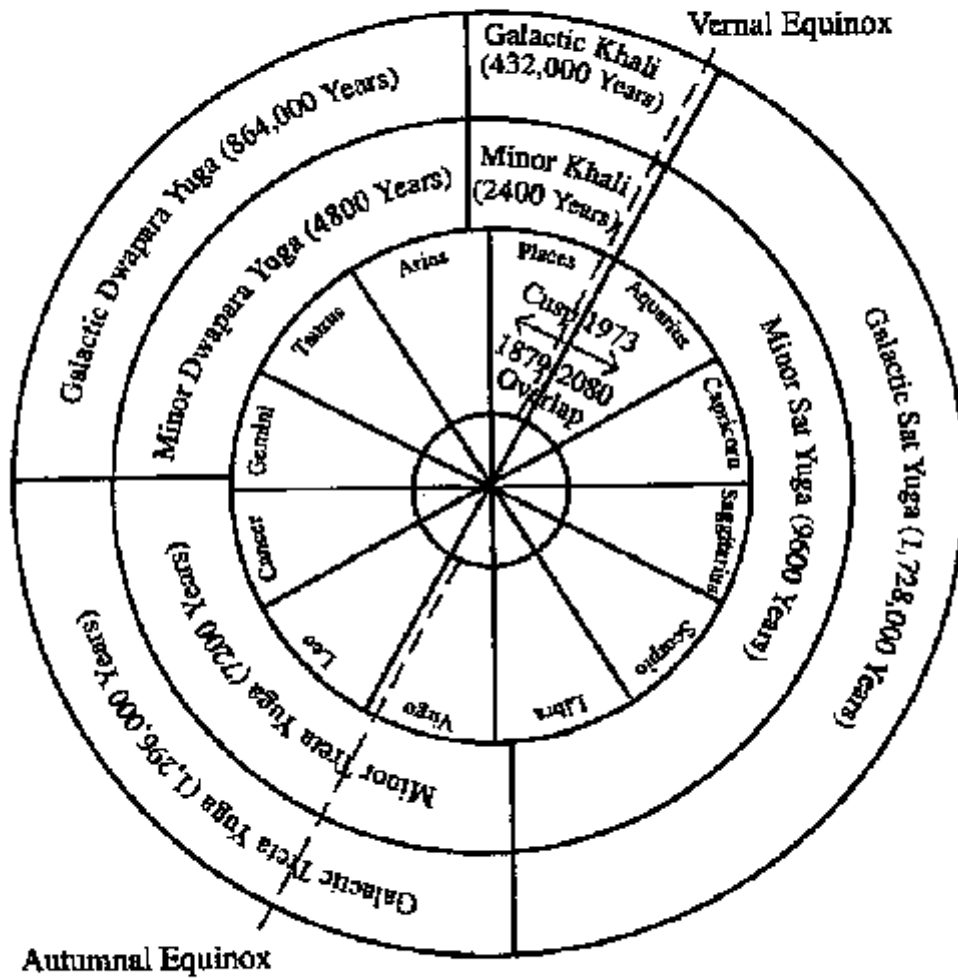 Vernal Equinox
Galactic Khali
(432,000 Years)
Galactic Dwapara Yuga (864,000 Years)
Minor Khali
(2400 Years)
Minor Dwapara Yuga (4800 Years)
Pisces
Aries
Taurus
Gemini
Cancer
Leo
Virgo
Libra
Scorpio
Saggitarius
Capricorn
Aquarius
Cusp 1973
1879-2080
Overlap
Minor Sat Yuga (9600 Years)
Galactic Sat Yuga (1,728,000 Years)
Minor Treta Yuga (7200 Years)
Galactic Treta Yuga (1,296,000 Years)
Autumnal Equinox